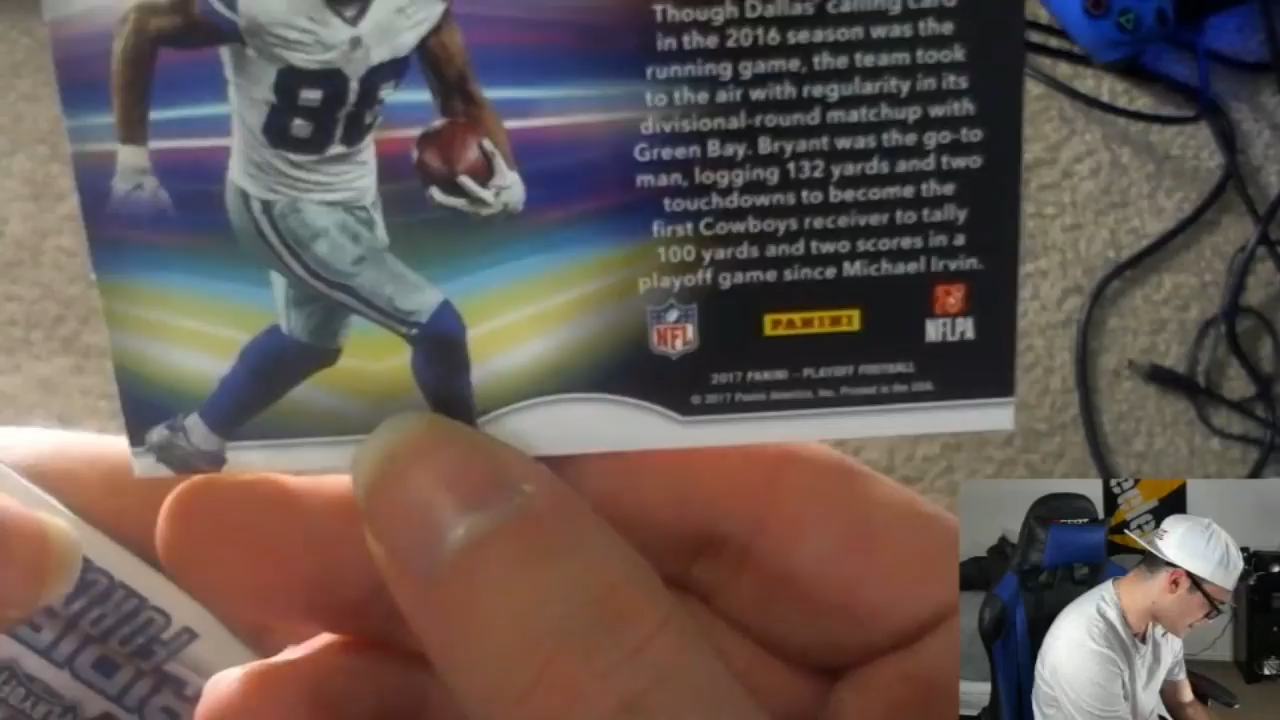 Though Dallas' calling card
in the 2016 season was the
running game, the team took
to the air with regularity in its
divisional-round matchup with
Green Bay. Bryant was the go-to
man, logging 132 yards and two
touchdowns to become the
first Cowboys receiver to tally
100 yards and two scores in a
playoff game since Michael Irvin.
NFL
PANINI
NFLPA
2017 PANINI – PLAYOFF FOOTBALL
© 2017 Panini America, Inc. Printed in the USA.
88